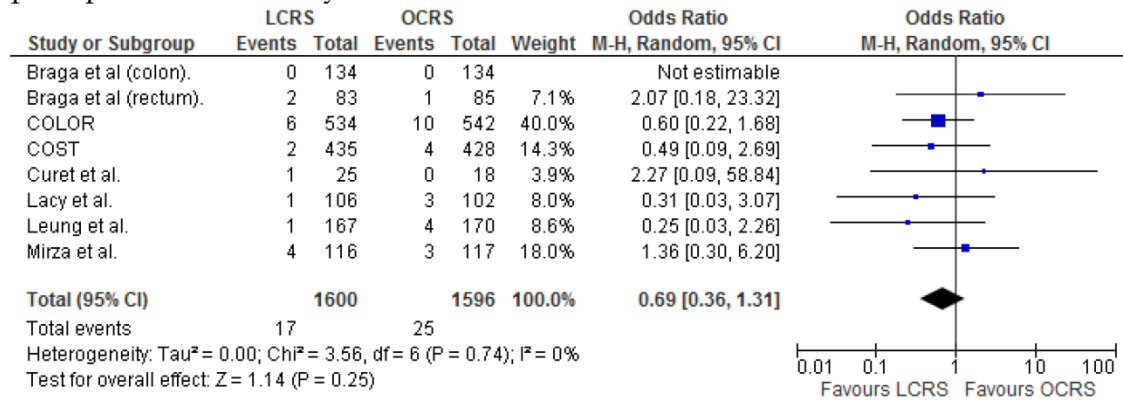 LCRS OCRS Odds Ratio Odds Ratio
Study or Subgroup Events Total Events Total Weight M-H, Random, 95% CI M-H, Random, 95% CI
Braga et al (colon). 0 134 0 134 Not estimable
Braga et al (rectum). 2 83 1 85 7.1% 2.07 [0.18, 23.32]
COLOR 6 534 10 542 40.0% 0.60 [0.22, 1.68]
COST 2 435 4 428 14.3% 0.49 [0.09, 2.69]
Curet et al. 1 25 0 18 3.9% 2.27 [0.09, 58.84]
Lacy et al. 1 106 3 102 8.0% 0.31 [0.03, 3.07]
Leung et al. 1 167 4 170 8.6% 0.25 [0.03, 2.26]
Mirza et al. 4 116 3 117 18.0% 1.36 [0.30, 6.20]
Total (95% CI) 1600 1596 100.0% 0.69 [0.36, 1.31]
Total events 17 25
Heterogeneity: Tau² = 0.00; Chi² = 3.56, df = 6 (P = 0.74); I² = 0%
Test for overall effect: Z = 1.14 (P = 0.25)
0.01 0.1 1 10 100
Favours LCRS Favours OCRS